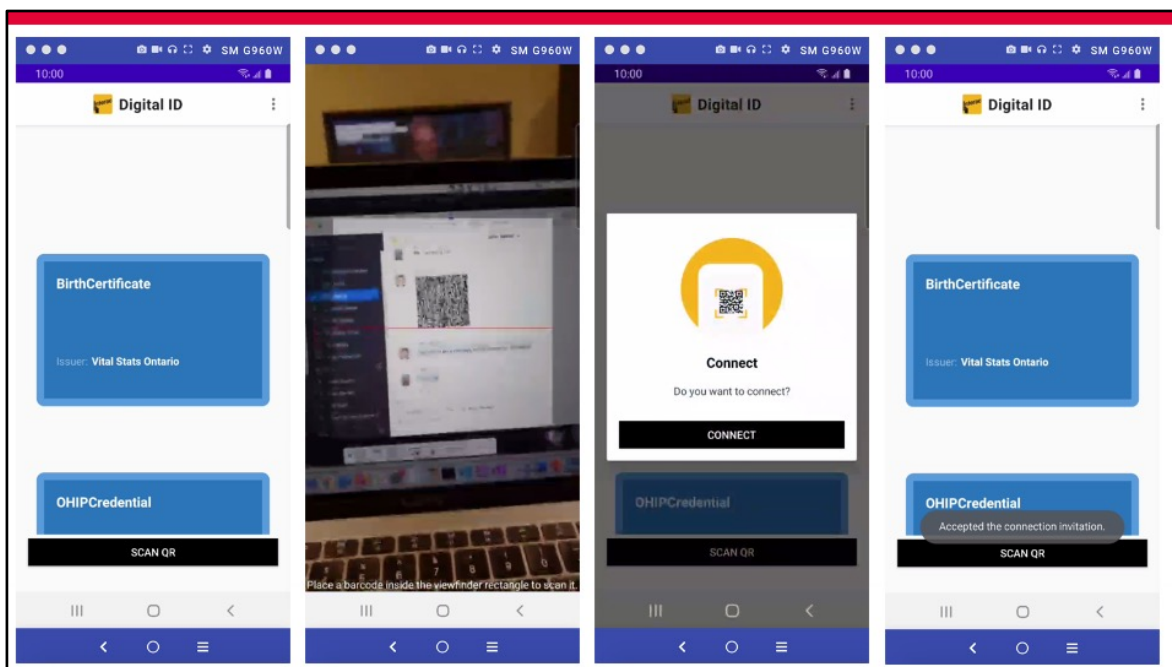 SM G960W
10:00
Digital ID
BirthCertificate
Issuer: Vital Stats Ontario
OHIPCredential
SCAN QR
SM G960W
Place a barcode inside the viewfinder rectangle to scan it.
SM G960W
10:00
Digital ID
Connect
Do you want to connect?
CONNECT
OHIPCredential
SCAN QR
SM G960W
10:00
Digital ID
BirthCertificate
Issuer: Vital Stats Ontario
OHIPCredential
Accepted the connection invitation.
SCAN QR